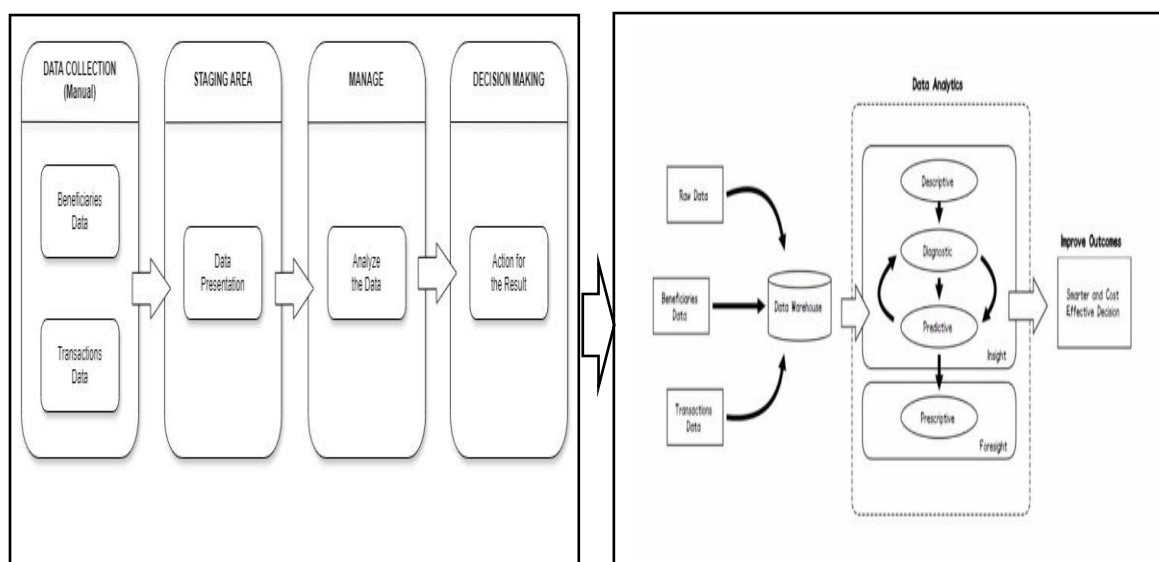 DATA COLLECTION
(Manual)
Beneficiaries
Data
Transactions
Data
STAGING AREA
Data
Presentation
MANAGE
Analyze
the Data
DECISION MAKING
Action for
the Result
Raw Data
Beneficiaries
Data
Transactions
Data
Data Warehouse
Data Analytics
Descriptive
Diagnostic
Predictive
Insight
Prescriptive
Foresight
Improve Outcomes
Smarter and Cost
Effective Decision